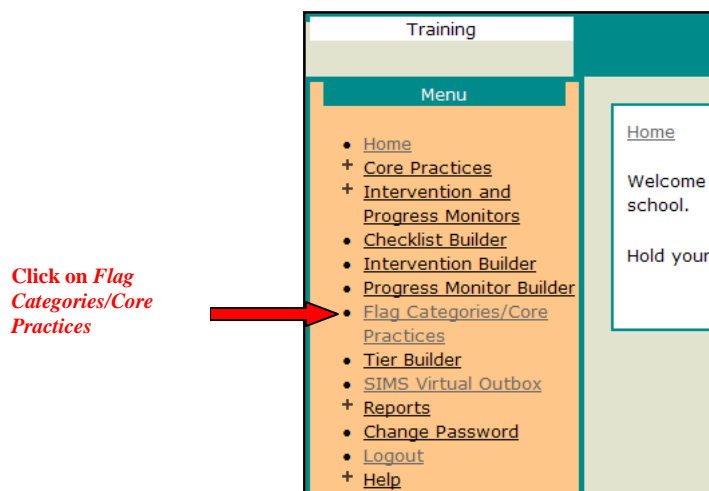 Training
Menu
Home
Core Practices
Intervention and
Progress Monitors
Checklist Builder
Intervention Builder
Progress Monitor Builder
Flag Categories/Core
Practices
Tier Builder
SIMS Virtual Outbox
Reports
Change Password
Logout
Help
Click on Flag
Categories/Core
Practices
Home
Welcome
school.
Hold your